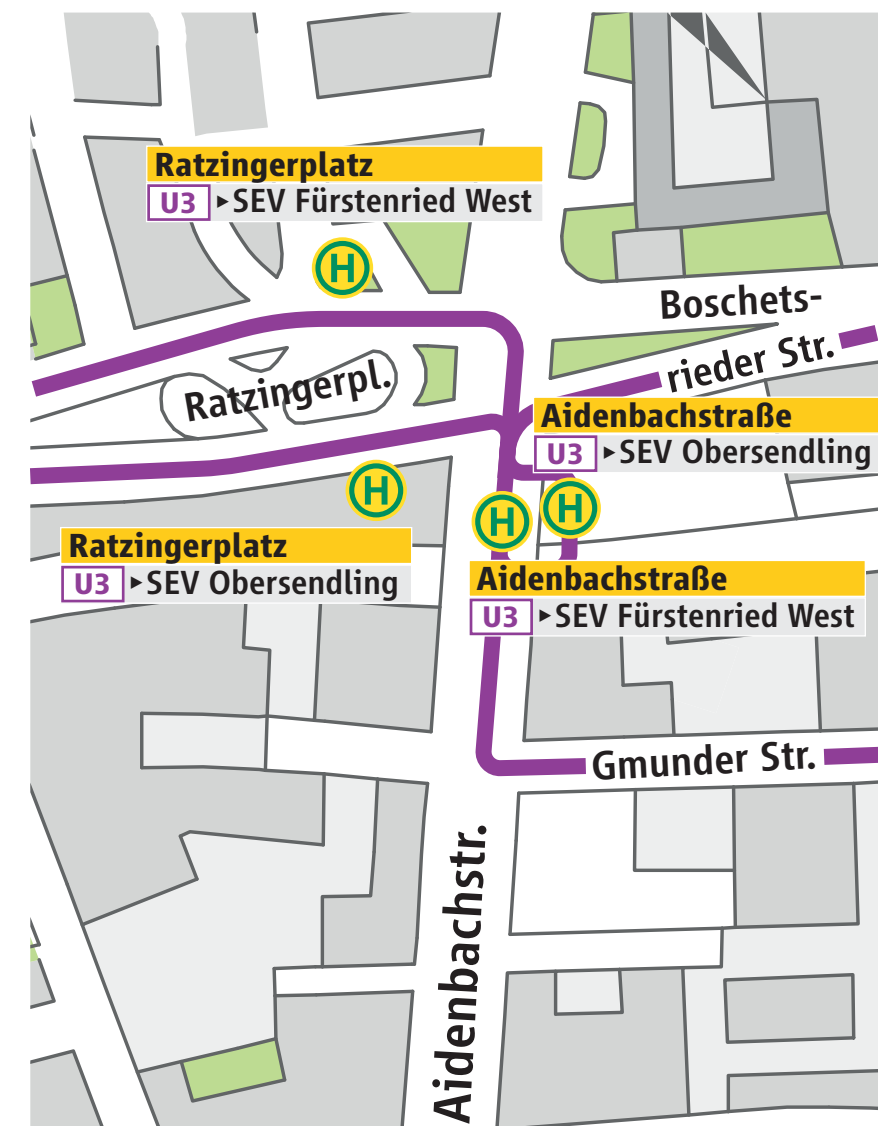 Ratzingerplatz
U3 ▸SEV Fürstenried West
H
Boschets-
rieder Str.
Ratzingerpl.
Aidenbachstraße
U3 ▸SEV Obersendling
H
H
H
Ratzingerplatz
U3 ▸SEV Obersendling
Aidenbachstraße
U3 ▸SEV Fürstenried West
Gmunder Str.
Aidenbachstr.